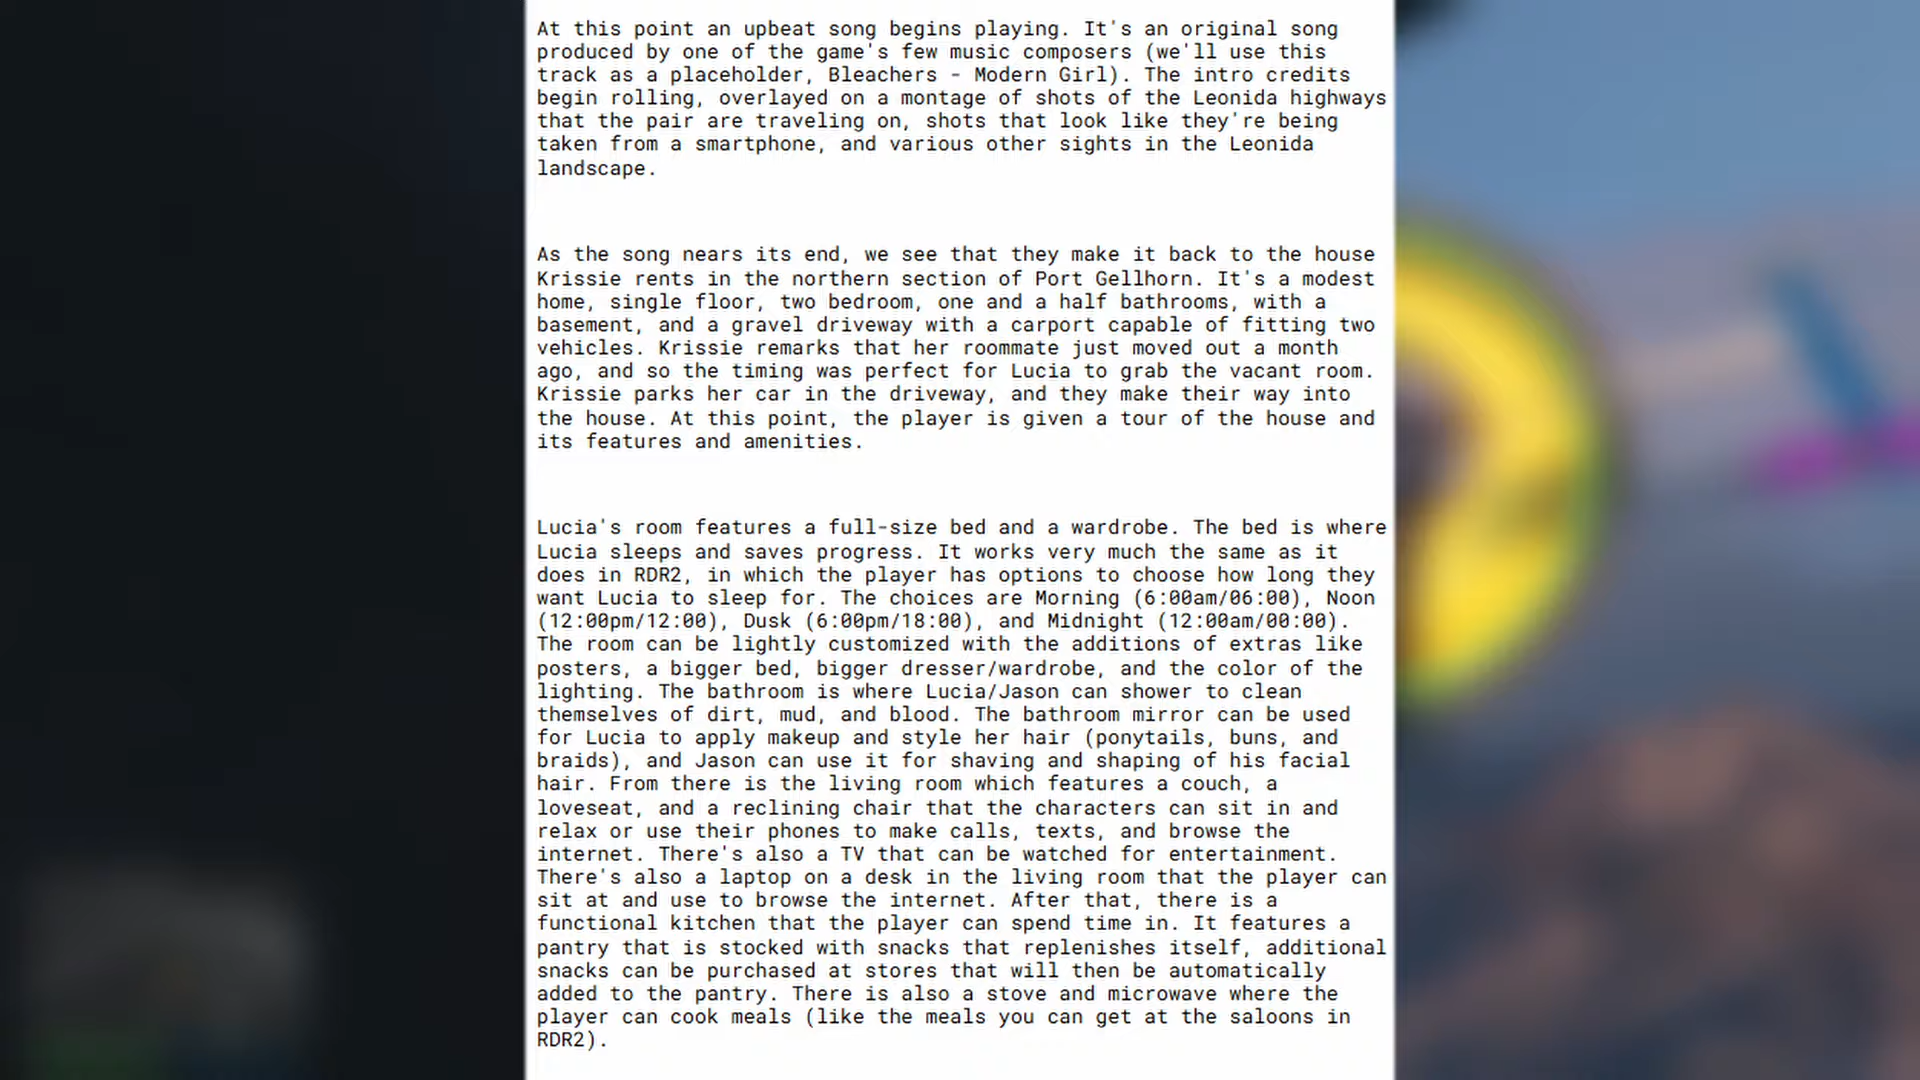 At this point an upbeat song begins playing. It's an original song
produced by one of the game's few music composers (we'll use this
track as a placeholder, Bleachers - Modern Girl). The intro credits
begin rolling, overlayed on a montage of shots of the Leonida highways
that the pair are traveling on, shots that look like they're being
taken from a smartphone, and various other sights in the Leonida
landscape.
As the song nears its end, we see that they make it back to the house
Krissie rents in the northern section of Port Gellhorn. It's a modest
home, single floor, two bedroom, one and a half bathrooms, with a
basement, and a gravel driveway with a carport capable of fitting two
vehicles. Krissie remarks that her roommate just moved out a month
ago, and so the timing was perfect for Lucia to grab the vacant room.
Krissie parks her car in the driveway, and they make their way into
the house. At this point, the player is given a tour of the house and
its features and amenities.
Lucia's room features a full-size bed and a wardrobe. The bed is where
Lucia sleeps and saves progress. It works very much the same as it
does in RDR2, in which the player has options to choose how long they
want Lucia to sleep for. The choices are Morning (6:00am/06:00), Noon
(12:00pm/12:00), Dusk (6:00pm/18:00), and Midnight (12:00am/00:00).
The room can be lightly customized with the additions of extras like
posters, a bigger bed, bigger dresser/wardrobe, and the color of the
lighting. The bathroom is where Lucia/Jason can shower to clean
themselves of dirt, mud, and blood. The bathroom mirror can be used
for Lucia to apply makeup and style her hair (ponytails, buns, and
braids), and Jason can use it for shaving and shaping of his facial
hair. From there is the living room which features a couch, a
loveseat, and a reclining chair that the characters can sit in and
relax or use their phones to make calls, texts, and browse the
internet. There's also a TV that can be watched for entertainment.
There's also a laptop on a desk in the living room that the player can
sit at and use to browse the internet. After that, there is a
functional kitchen that the player can spend time in. It features a
pantry that is stocked with snacks that replenishes itself, additional
snacks can be purchased at stores that will then be automatically
added to the pantry. There is also a stove and microwave where the
player can cook meals (like the meals you can get at the saloons in
RDR2).